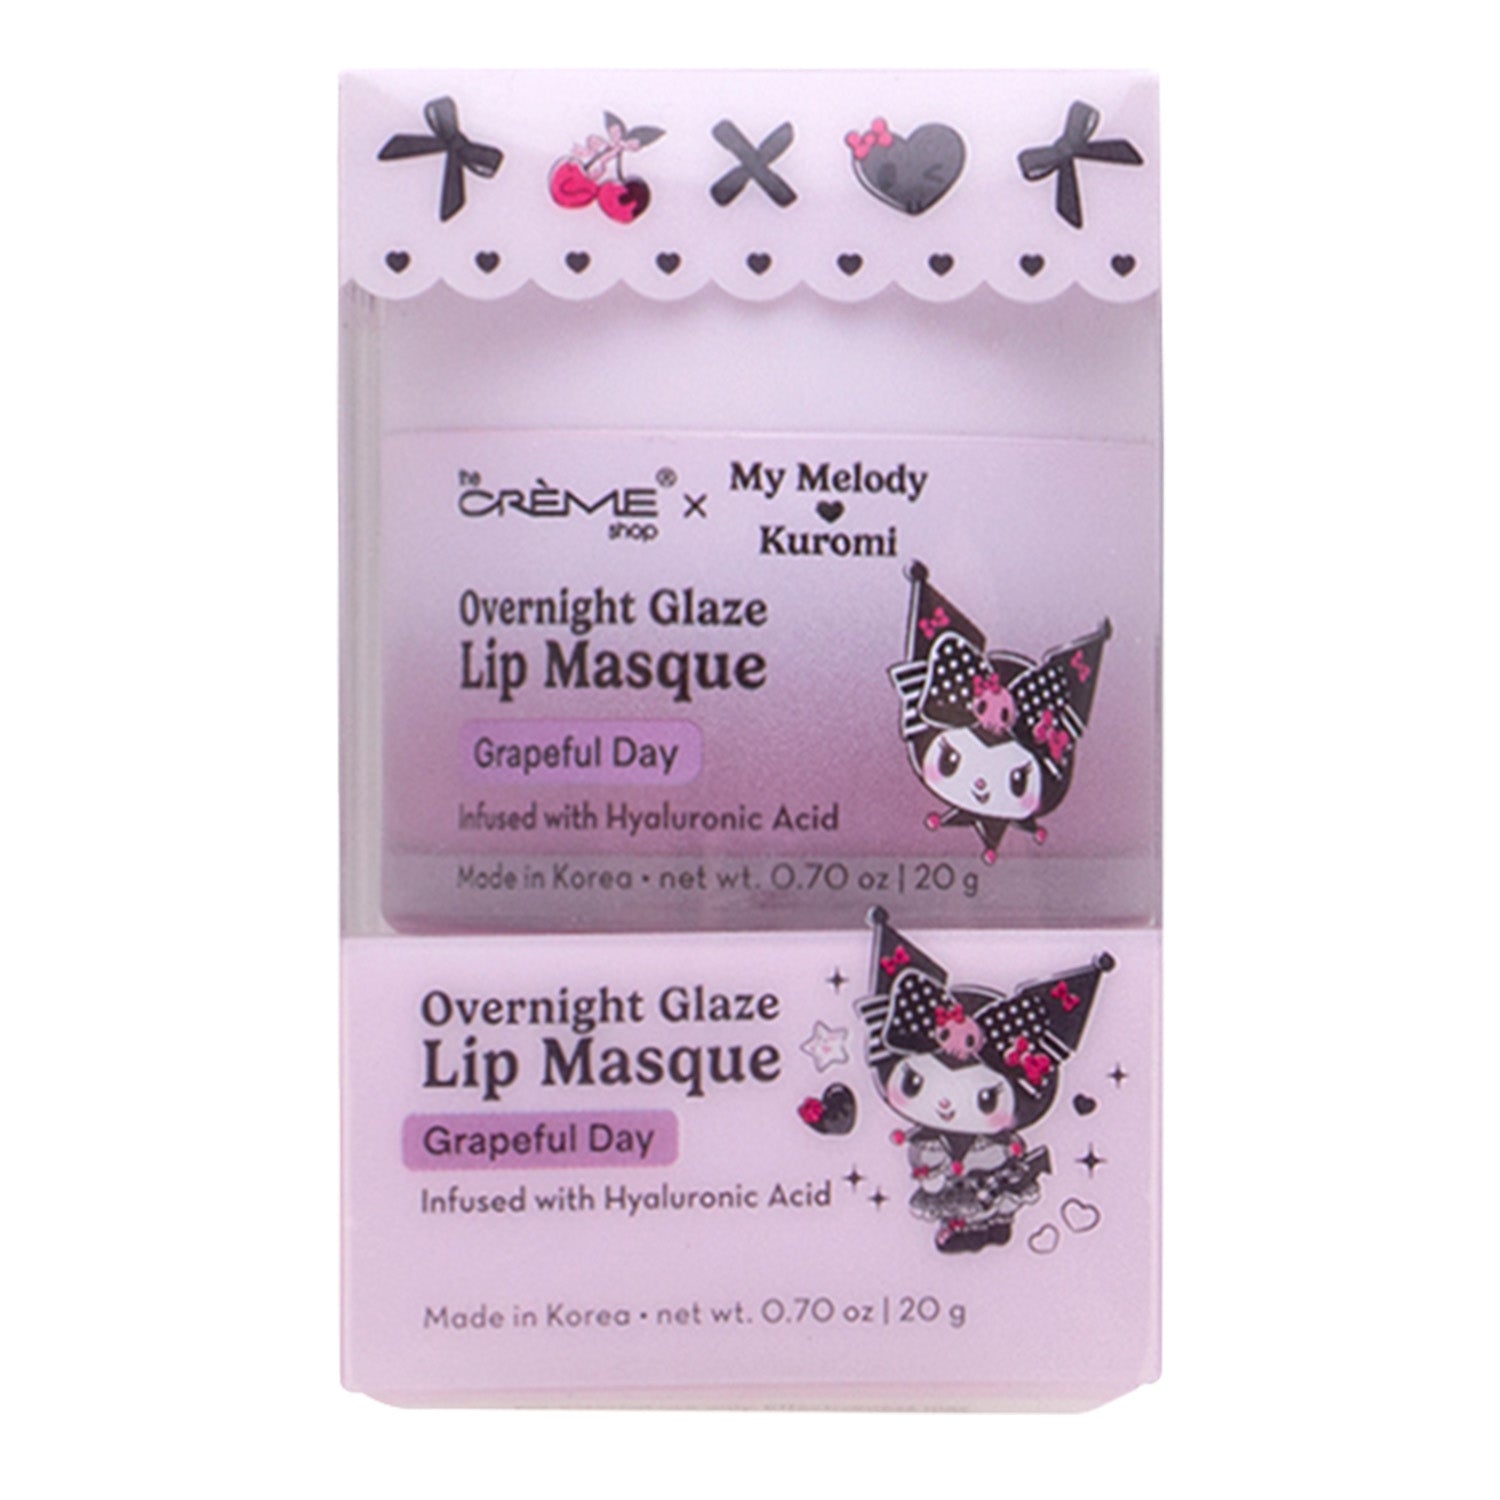 the
CRÈME® x
shop
My Melody
Kuromi
Overnight Glaze
Lip Masque
Grapeful Day
Infused with Hyaluronic Acid
Made in Korea • net wt. 0.70 oz | 20 g
Overnight Glaze
Lip Masque
Grapeful Day
Infused with Hyaluronic Acid
Made in Korea • net wt. 0.70 oz | 20 g